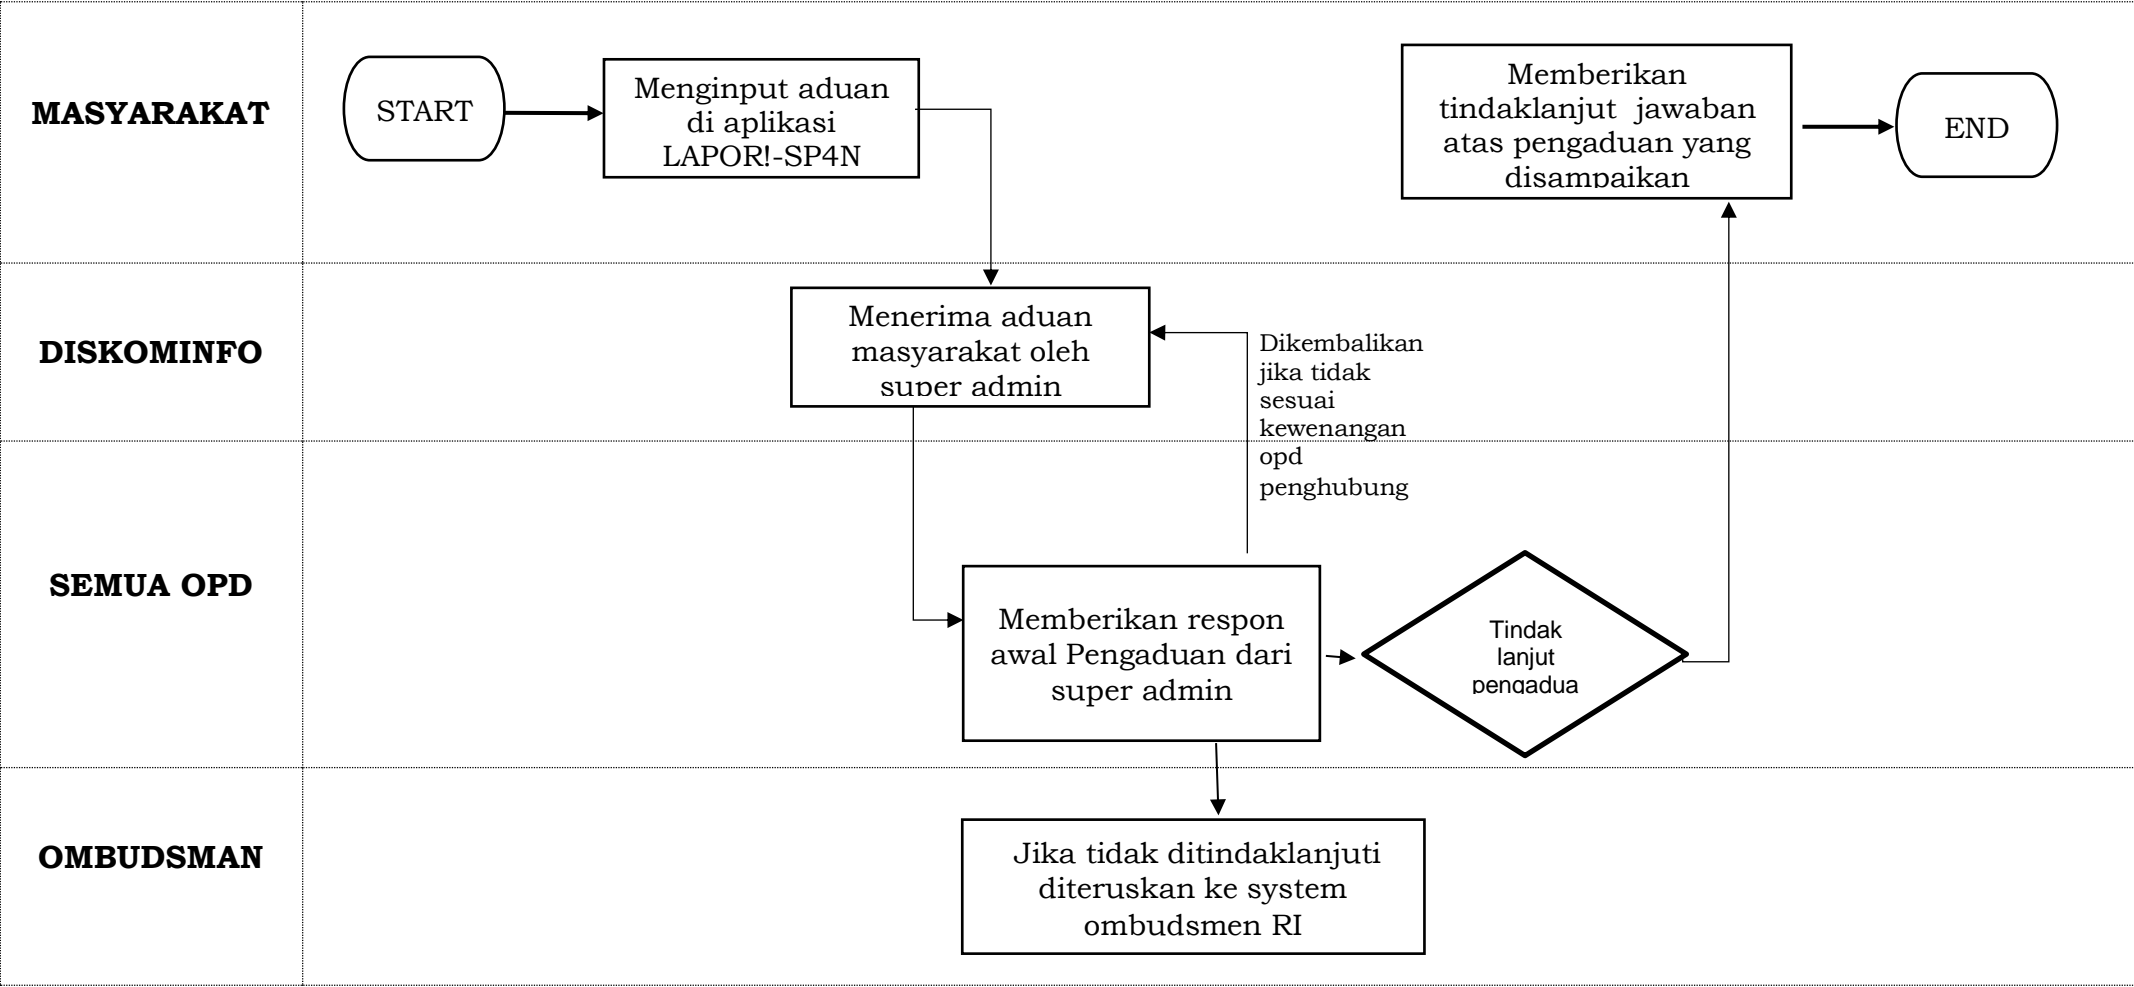 MASYARAKAT
START
Menginput aduan
di aplikasi
LAPOR!-SP4N
Memberikan
tindaklanjut jawaban
atas pengaduan yang
disampaikan
END
DISKOMINFO
Menerima aduan
masyarakat oleh
super admin
Dikembalikan
jika tidak
sesuai
kewenangan
opd
penghubung
SEMUA OPD
Memberikan respon
awal Pengaduan dari
super admin
Tindak
lanjut
pengadua
OMBUDSMAN
Jika tidak ditindaklanjuti
diteruskan ke system
ombudsmen RI